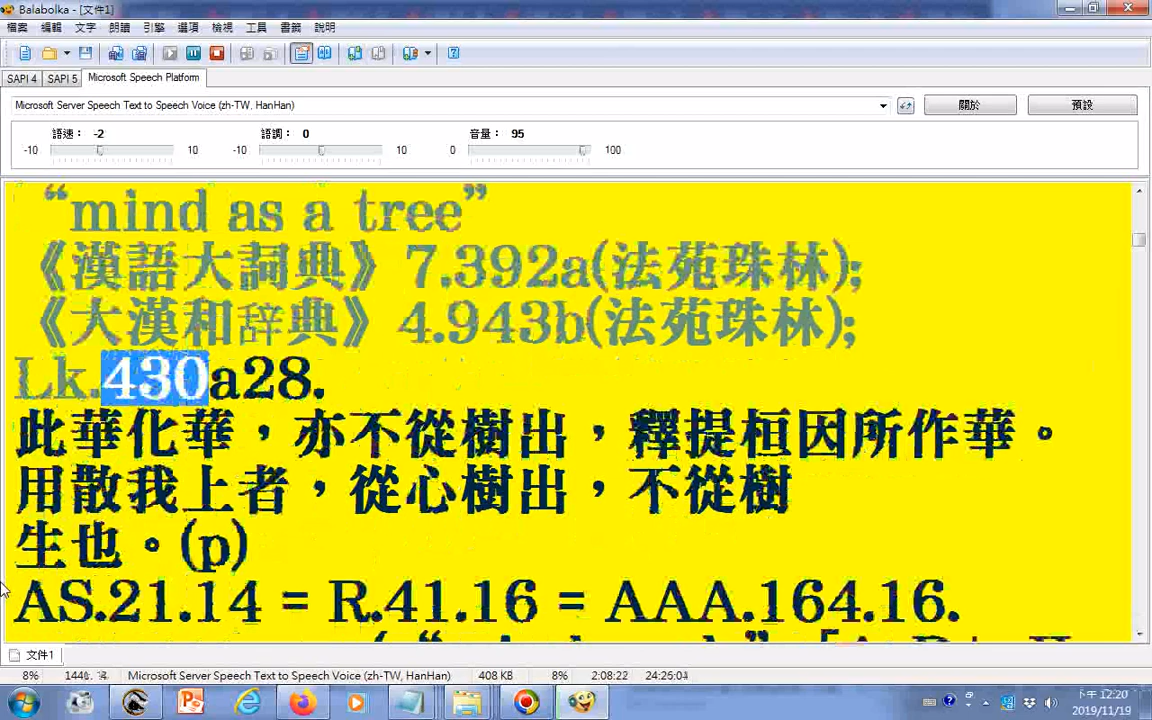 Balabolka - [文件1]
檔案 編輯 文字 朗讀 引擎 選項 檢視 工具 書籤 說明
SAPI 4 SAPI 5 Microsoft Speech Platform
Microsoft Server Speech Text to Speech Voice (zh-TW, HanHan)
關於 預設
語速： -2 語調： 0 音量： 95
-10 10 -10 10 0 100
“mind as a tree”
《漢語大詞典》 7.392a(法苑珠林);
《大漢和辞典》 4.943b(法苑珠林);
Lk.430a28.
此華化華，亦不從樹出，釋提桓因所作華。
用散我上者，從心樹出，不從樹
生也。(p)
AS.21.14 = R.41.16 = AAA.164.16.
文件1
8% Microsoft Server Speech Text to Speech Voice (zh-TW, HanHan) 408 KB 8% 2:08:22 24:26:04
下午 12:20
2019/11/19